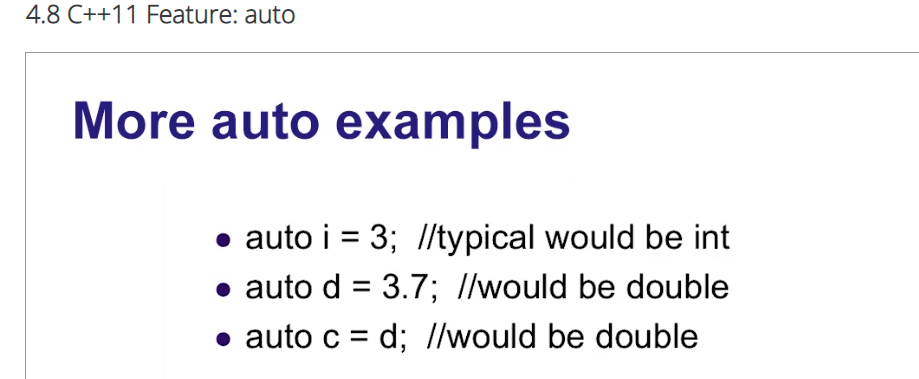 4.8 C++11 Feature: auto
More auto examples
• auto i = 3; //typical would be int
• auto d = 3.7; //would be double
• auto c = d; //would be double